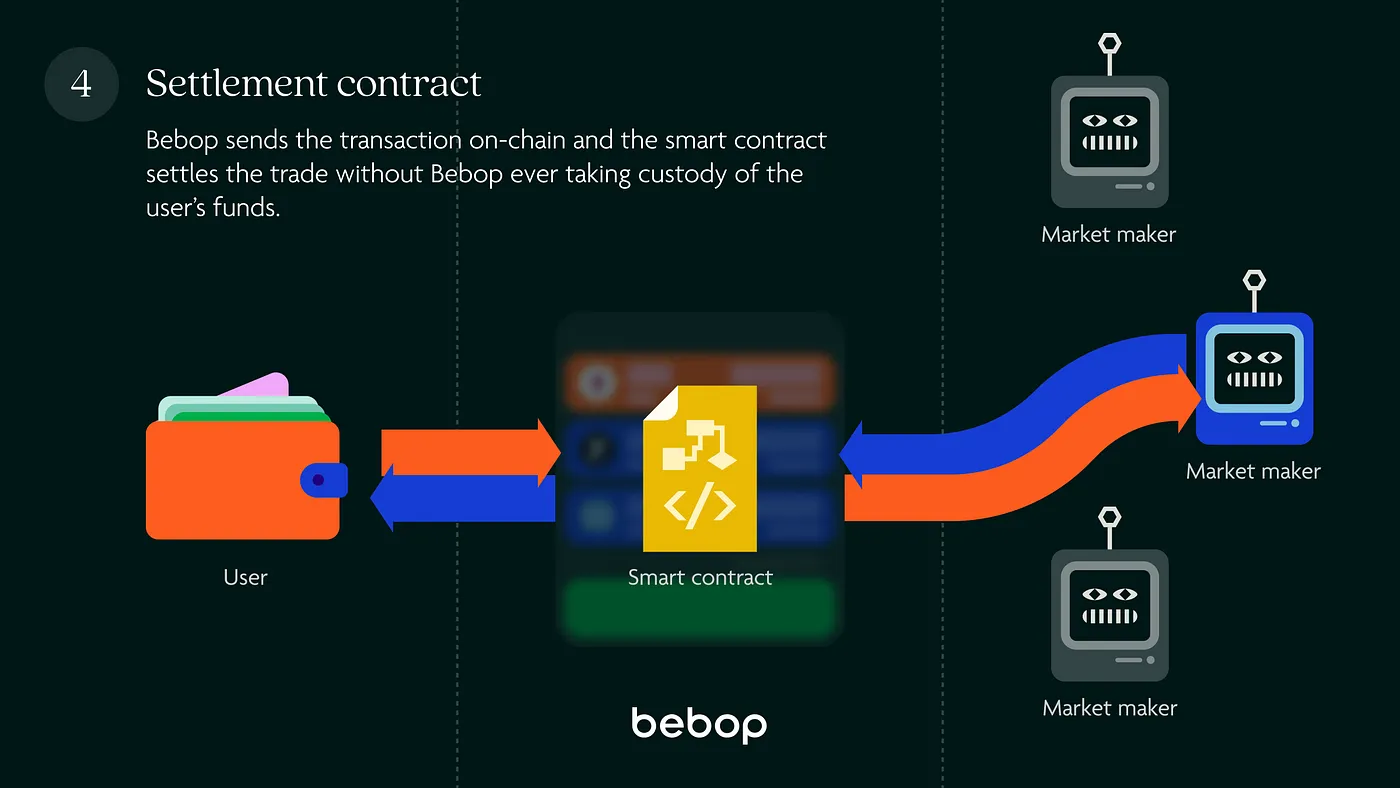 4
Settlement contract
Bebop sends the transaction on-chain and the smart contract
settles the trade without Bebop ever taking custody of the
user’s funds.
Market maker
Market maker
User
Smart contract
</>
Market maker
bebop